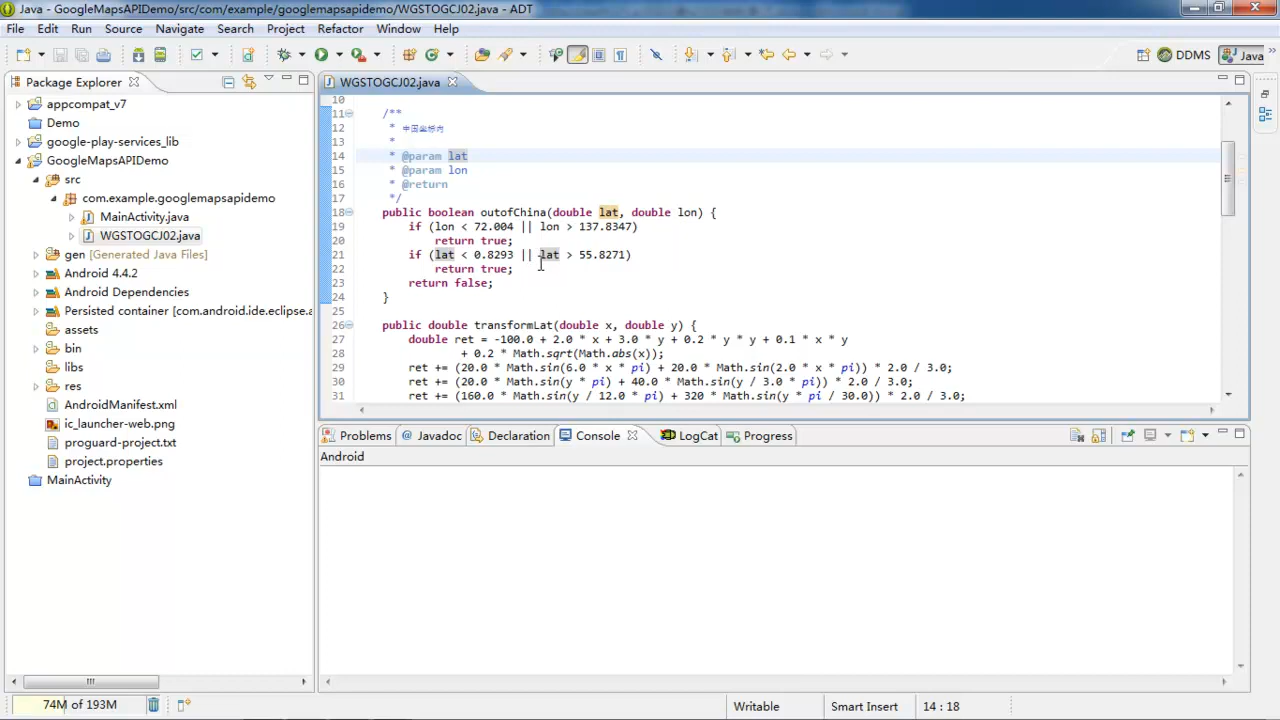 Java - GoogleMapsAPIDemo/src/com/example/googlemapsapidemo/WGSTOGCJ02.java - ADT
File Edit Run Source Navigate Search Project Refactor Window Help
DDMS Java
Package Explorer
appcompat_v7
Demo
google-play-services_lib
GoogleMapsAPIDemo
src
com.example.googlemapsapidemo
MainActivity.java
WGSTOGCJ02.java
gen [Generated Java Files]
Android 4.4.2
Android Dependencies
Persisted container [com.android.ide.eclipse.a
assets
bin
libs
res
AndroidManifest.xml
ic_launcher-web.png
proguard-project.txt
project.properties
MainActivity
WGSTOGCJ02.java
10
11 /**
12 * 中国坐标内
13 *
14 * @param lat
15 * @param lon
16 * @return
17 */
18 public boolean outofChina(double lat, double lon) {
19 if (lon < 72.004 || lon > 137.8347)
20 return true;
21 if (lat < 0.8293 || lat > 55.8271)
22 return true;
23 return false;
24 }
25
26 public double transformLat(double x, double y) {
27 double ret = -100.0 + 2.0 * x + 3.0 * y + 0.2 * y * y + 0.1 * x * y
28 + 0.2 * Math.sqrt(Math.abs(x));
29 ret += (20.0 * Math.sin(6.0 * x * pi) + 20.0 * Math.sin(2.0 * x * pi)) * 2.0 / 3.0;
30 ret += (20.0 * Math.sin(y * pi) + 40.0 * Math.sin(y / 3.0 * pi)) * 2.0 / 3.0;
31 ret += (160.0 * Math.sin(y / 12.0 * pi) + 320 * Math.sin(y * pi / 30.0)) * 2.0 / 3.0;
Problems Javadoc Declaration Console LogCat Progress
Android
74M of 193M
Writable Smart Insert 14 : 18